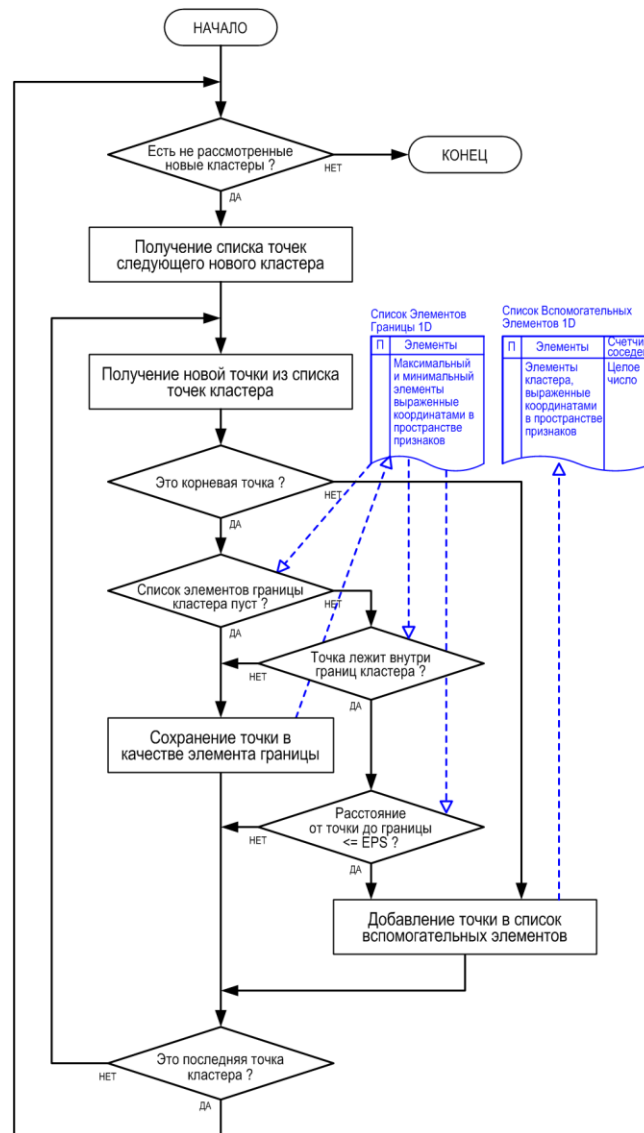 НАЧАЛО
Есть не рассмотренные
новые кластеры ?
НЕТ
КОНЕЦ
ДА
Получение списка точек
следующего нового кластера
Список Элементов
Границы 1D
П Элементы
Максимальный
и минимальный
элементы
выраженные
координатами в
пространстве
признаков
Список Вспомогательных
Элементов 1D
П Элементы Счетчи
соседе
Элементы
кластера,
выраженные
координатами
в пространстве
признаков
Целое
число
Получение новой точки из списка
точек кластера
Это корневая точка ?
НЕТ
ДА
Список элементов границы
кластера пуст ?
НЕТ
ДА
Точка лежит внутри
границ кластера ?
НЕТ
ДА
Сохранение точки в
качестве элемента границы
Расстояние
от точки до границы
<= EPS ?
НЕТ
ДА
Добавление точки в список
вспомогательных элементов
Это последняя точка
кластера ?
НЕТ
ДА